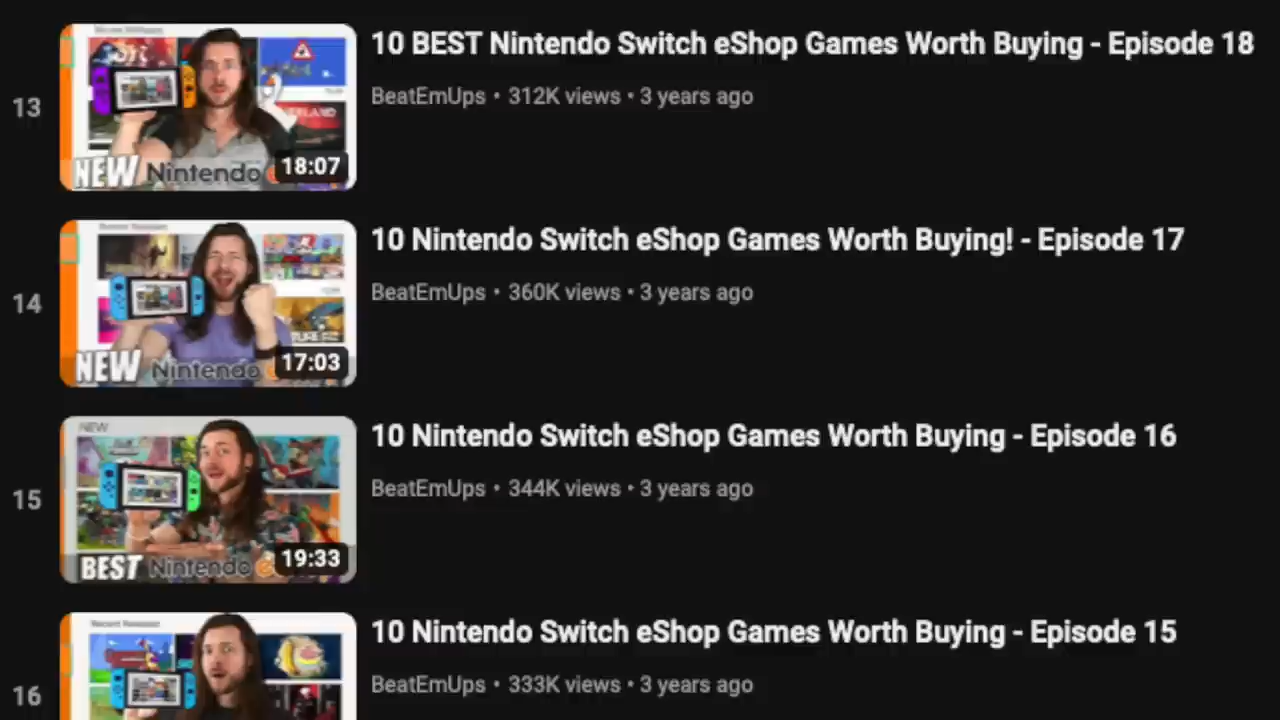 13
NEW Nintendo
18:07
10 BEST Nintendo Switch eShop Games Worth Buying - Episode 18
BeatEmUps • 312K views • 3 years ago
14
NEW Nintendo
17:03
10 Nintendo Switch eShop Games Worth Buying! - Episode 17
BeatEmUps • 360K views • 3 years ago
15
NEW
BEST Nintendo
19:33
10 Nintendo Switch eShop Games Worth Buying - Episode 16
BeatEmUps • 344K views • 3 years ago
16
Recent Releases
10 Nintendo Switch eShop Games Worth Buying - Episode 15
BeatEmUps • 333K views • 3 years ago